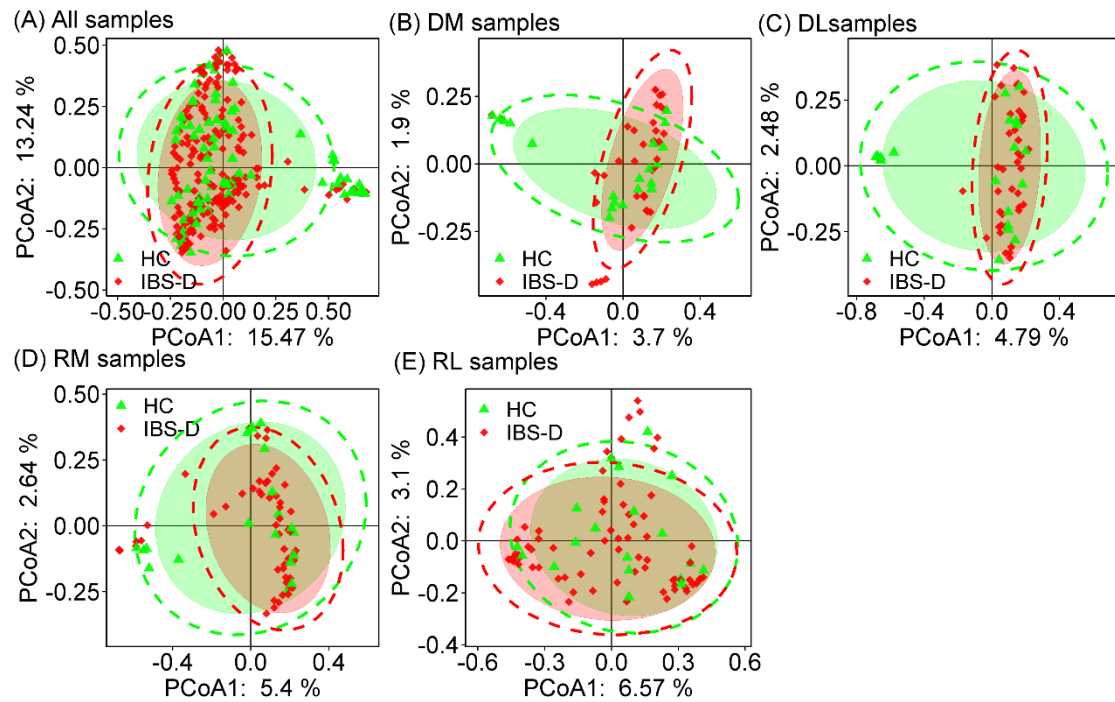 (A) All samples
PCoA2: 13.24 %
0.50
0.25
0.00
-0.25
-0.50
HC
IBS-D
-0.50 -0.25 0.00 0.25 0.50
PCoA1: 15.47 %
(B) DM samples
PCoA2: 1.9 %
0.25
0.00
0.25
HC
IBS-D
-0.4 0.0 0.4
PCoA1: 3.7 %
(C) DLsamples
PCoA2: 2.48 %
0.25
0.00
-0.25
HC
IBS-D
-0.8 -0.4 0.0 0.4
PCoA1: 4.79 %
(D) RM samples
PCoA2: 2.64 %
0.50
0.25
0.00
-0.25
HC
IBS-D
-0.4 0.0 0.4
PCoA1: 5.4 %
(E) RL samples
PCoA2: 3.1 %
0.4
0.2
0.0
-0.2
-0.4
HC
IBS-D
-0.3 0.0 0.3 0.6
PCoA1: 6.57 %